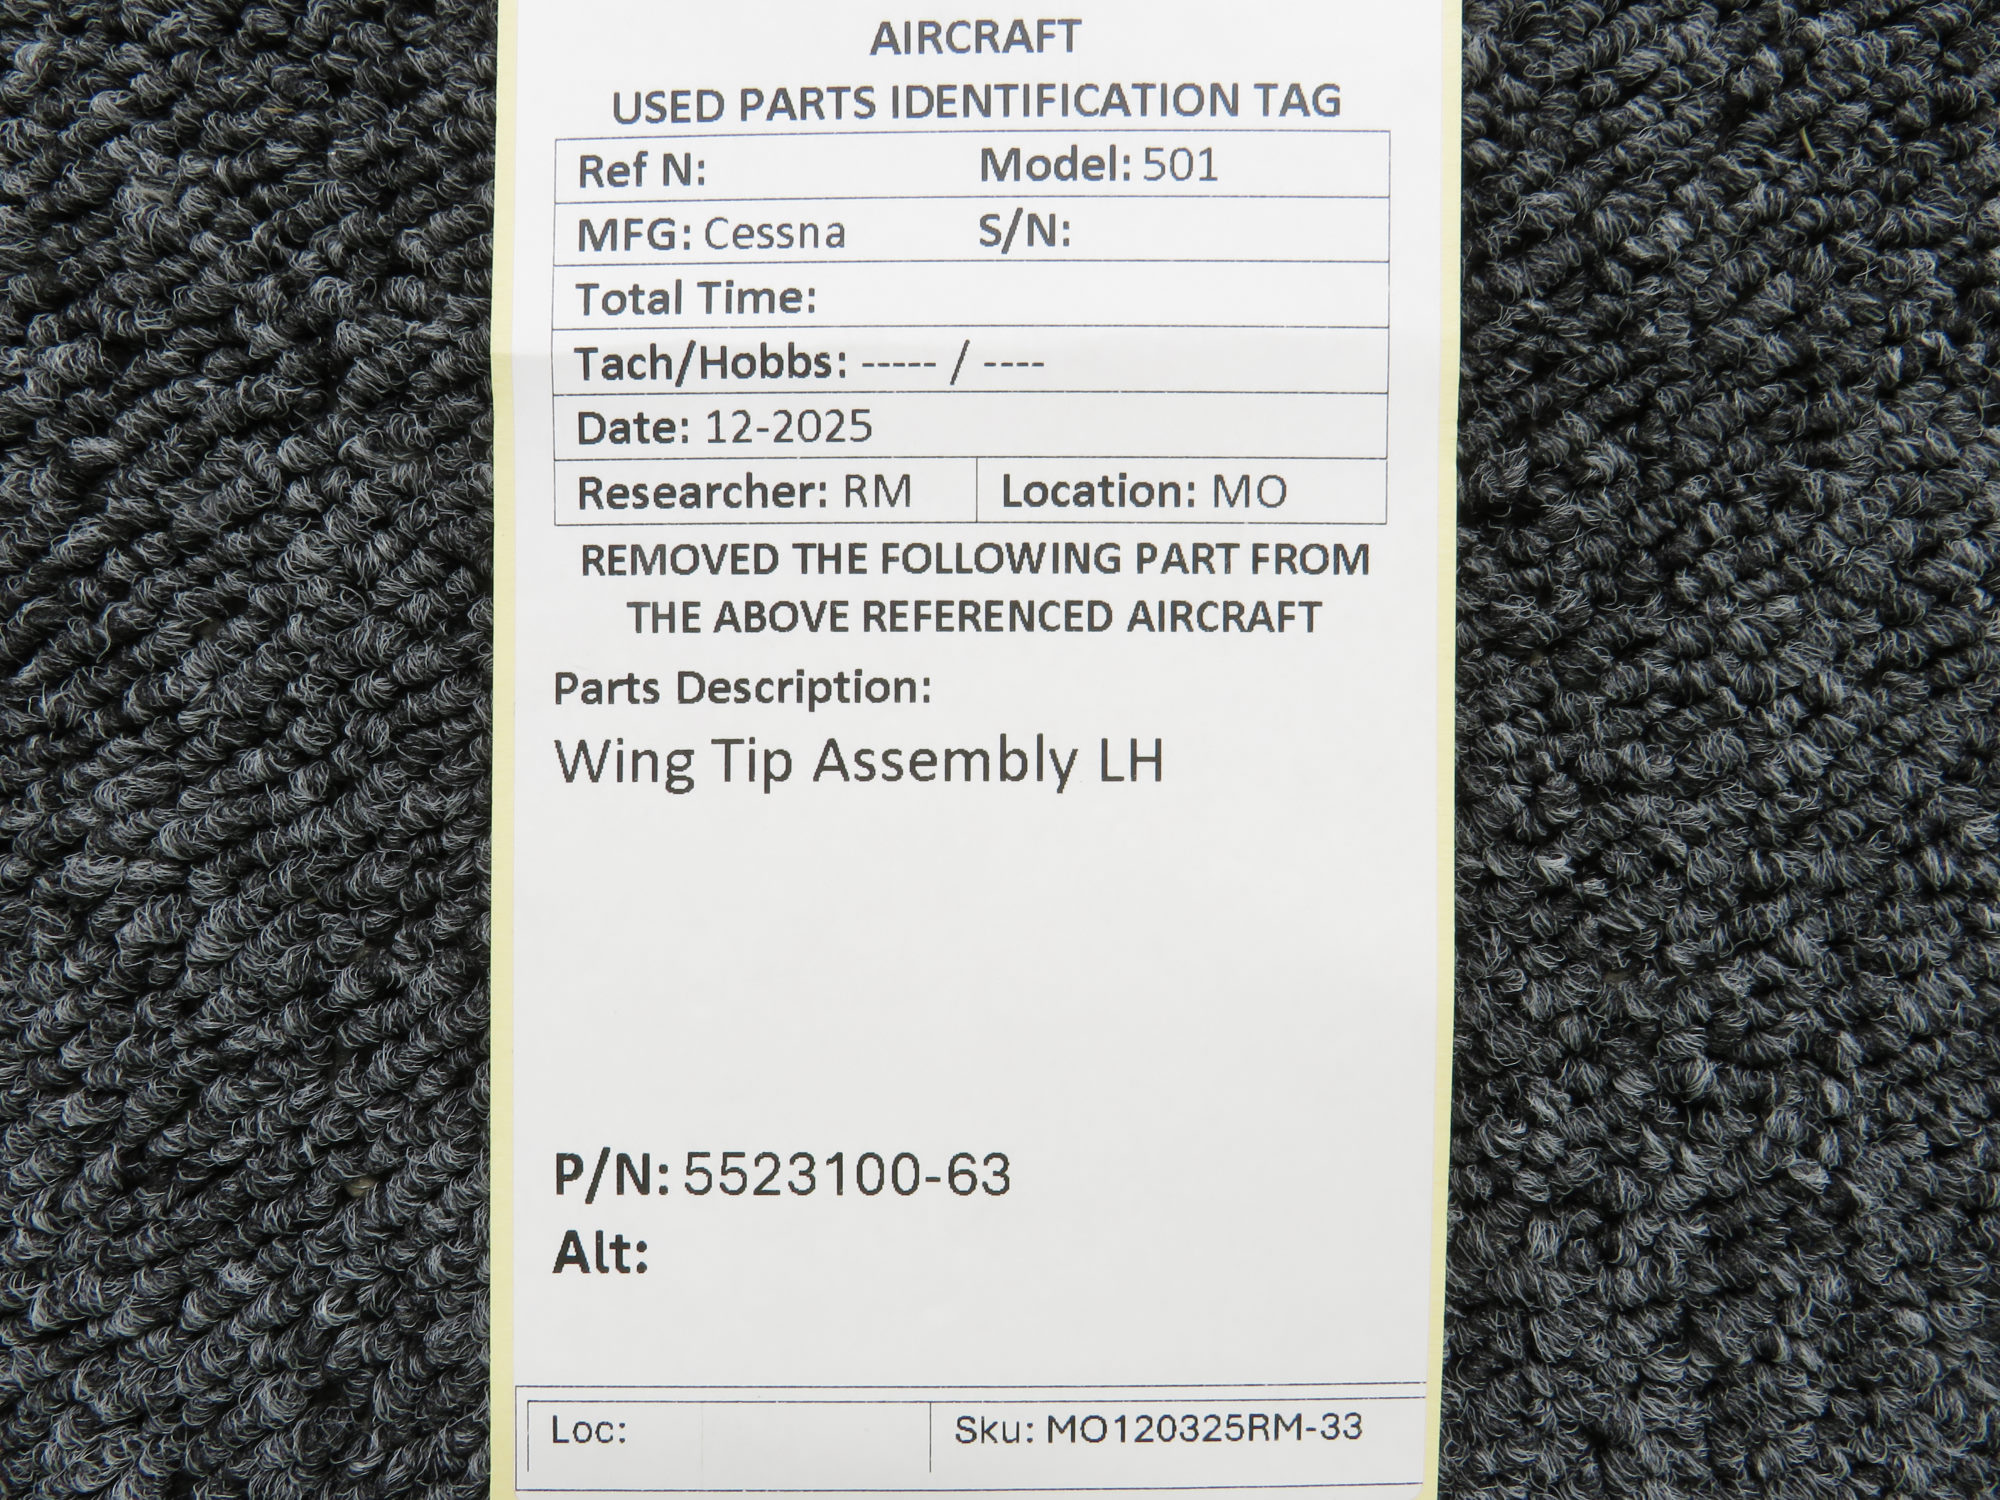 AIRCRAFT
USED PARTS IDENTIFICATION TAG
Ref N: Model: 501
MFG: Cessna S/N:
Total Time:
Tach/Hobbs: ----- / ----
Date: 12-2025
Researcher: RM Location: MO
REMOVED THE FOLLOWING PART FROM
THE ABOVE REFERENCED AIRCRAFT
Parts Description:
Wing Tip Assembly LH
P/N: 5523100-63
Alt:
Loc: Sku: MO120325RM-33